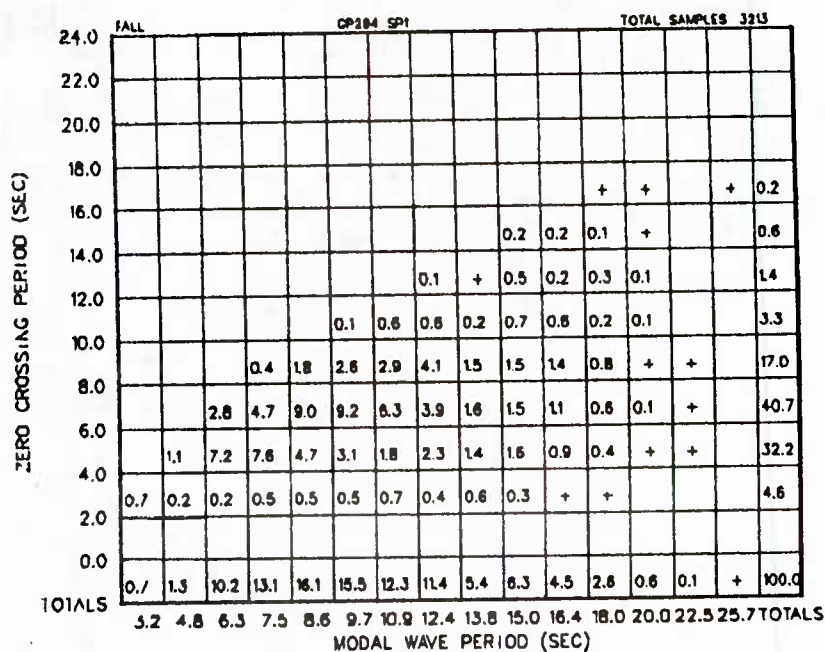 FALL GP284 SP1 TOTAL SAMPLES 3213
24.0
22.0
20.0
18.0
+ + + 0.2
16.0
0.2 0.2 0.1 + 0.6
14.0
0.1 + 0.5 0.2 0.3 0.1 1.4
12.0
0.1 0.6 0.6 0.2 0.7 0.6 0.2 0.1 3.3
10.0
0.4 1.8 2.6 2.9 4.1 1.5 1.5 1.4 0.8 + + 17.0
8.0
2.8 4.7 9.0 9.2 6.3 3.9 1.6 1.5 1.1 0.6 0.1 + 40.7
6.0
1.1 7.2 7.6 4.7 3.1 1.8 2.3 1.4 1.6 0.9 0.4 + + 32.2
4.0
0.2 0.2 0.5 0.5 0.5 0.7 0.4 0.6 0.3 + + 4.6
2.0
0.0
1.3 10.2 13.1 16.1 15.5 12.3 11.4 5.4 6.3 4.5 2.6 0.6 0.1 + 100.0
TOTALS
3.2 4.8 6.3 7.5 8.6 9.7 10.9 12.4 13.8 15.0 16.4 18.0 20.0 22.5 25.7 TOTALS
MODAL WAVE PERIOD (SEC)
ZERO CROSSING PERIOD (SEC)